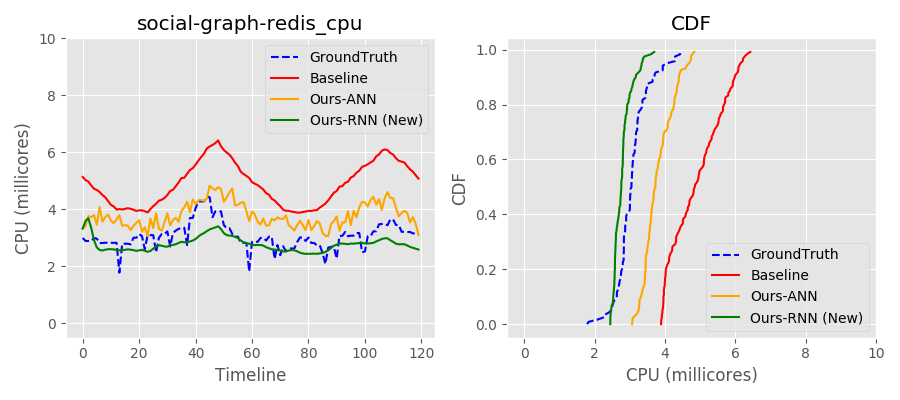 social-graph-redis_cpu
CPU (millicores)
10
8
6
4
2
0
GroundTruth
Baseline
Ours-ANN
Ours-RNN (New)
0 20 40 60 80 100 120
Timeline
CDF
CDF
1.0
0.8
0.6
0.4
0.2
0.0
GroundTruth
Baseline
Ours-ANN
Ours-RNN (New)
0 2 4 6 8 10
CPU (millicores)